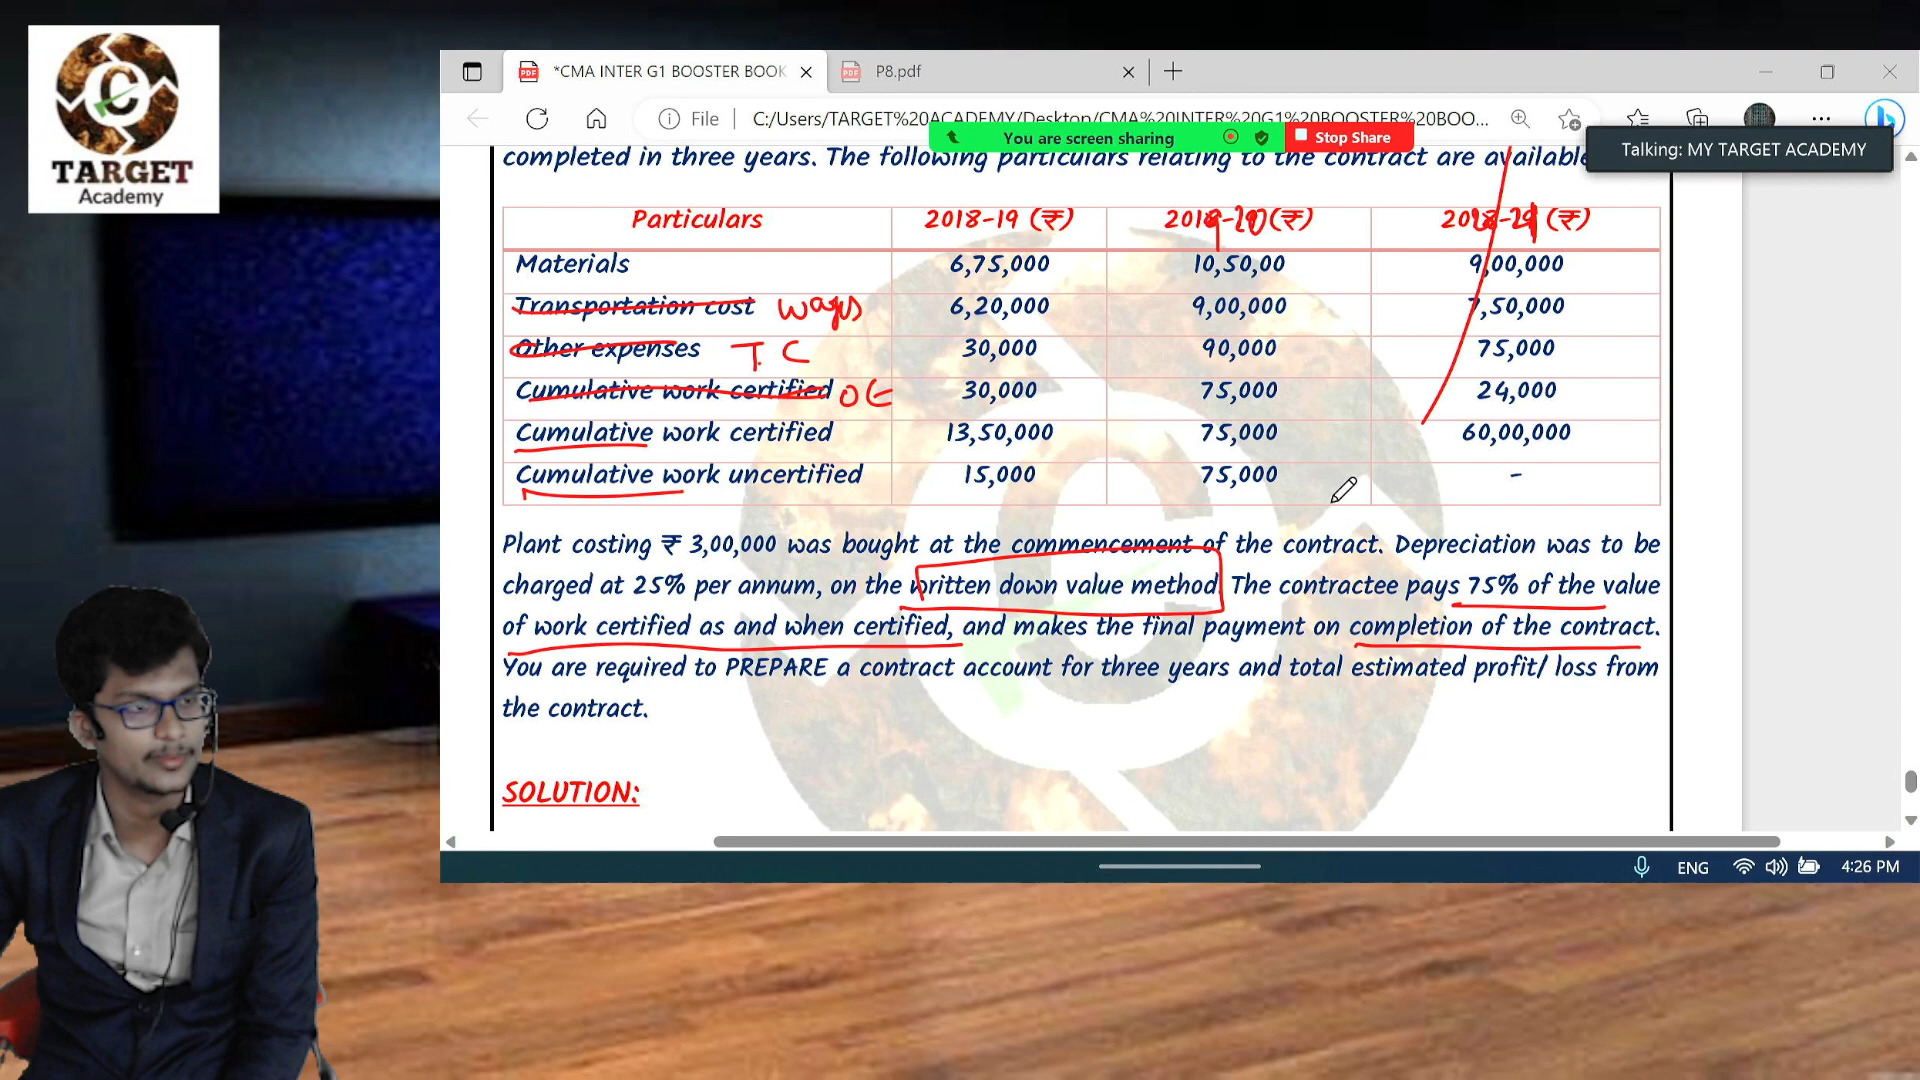 TARGET
Academy
*CMA INTER G1 BOOSTER BOOK
P8.pdf
File
C:/Users/TARGET%20ACADEMY/Desktop/CMA%20INTER%20G1%20BOOSTER%20BOO...
You are screen sharing
Stop Share
Talking: MY TARGET ACADEMY
completed in three years. The following particulars relating to the contract are available
Particulars 2018-19 (₹) 2019-20 (₹) (₹)
Materials 6,75,000 10,50,00 9,00,000
Transportation cost wages 6,20,000 9,00,000 7,50,000
Other expenses T.C 30,000 90,000 75,000
Cumulative work certified OE 30,000 75,000 24,000
Cumulative work certified 13,50,000 75,000 60,00,000
Cumulative work uncertified 15,000 75,000 -
Plant costing ₹ 3,00,000 was bought at the commencement of the contract. Depreciation was to be
charged at 25% per annum, on the written down value method. The contractee pays 75% of the value
of work certified as and when certified, and makes the final payment on completion of the contract.
You are required to PREPARE a contract account for three years and total estimated profit/ loss from
the contract.
SOLUTION:
ENG 4:26 PM